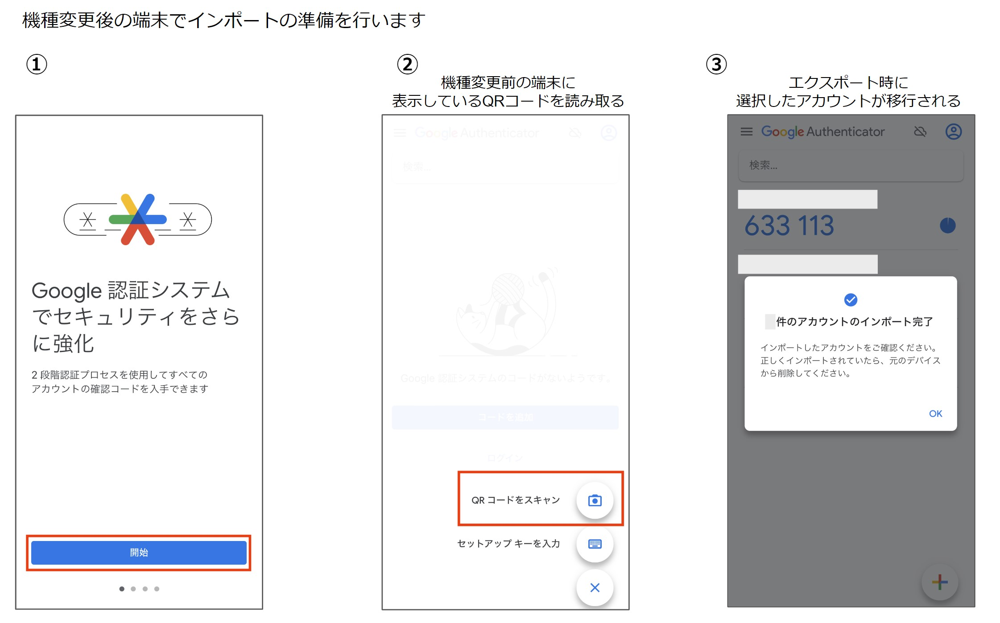 機種変更後の端末でインポートの準備を行います
①
Google 認証システム
でセキュリティをさら
に強化
2 段階認証プロセスを使用してすべての
アカウントの確認コードを入手できます
開始
②
機種変更前の端末に
表示しているQRコードを読み取る
Google Authenticator
検索...
Google 認証システムのコードがないようです。
コードを追加
ログイン
QR コードをスキャン
セットアップ キーを入力
③
エクスポート時に
選択したアカウントが移行される
Google Authenticator
検索...
633 113
件のアカウントのインポート完了
インポートしたアカウントをご確認ください。
正しくインポートされていたら、元のデバイス
から削除してください。
OK